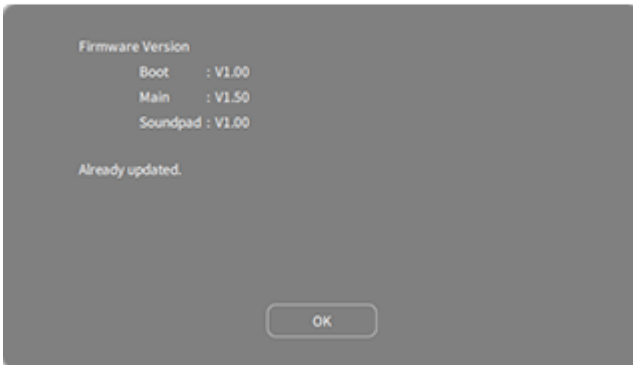 Firmware Version
Boot : V1.00
Main : V1.50
Soundpad : V1.00
Already updated.
OK